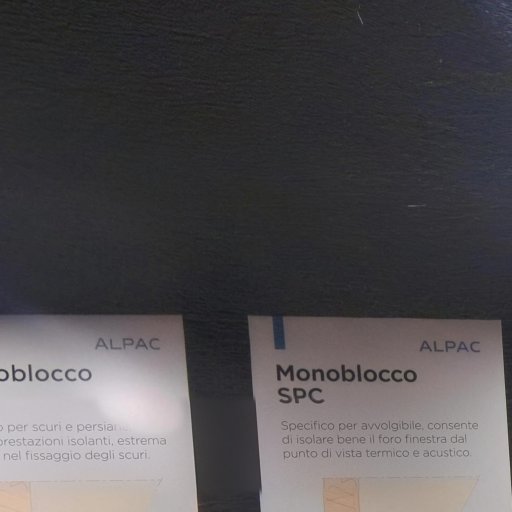 ALPAC
oblocco
per scuri e persiane
prestazioni isolanti, estrema
nel fissaggio degli scuri.
ALPAC
Monoblocco
SPC
Specifico per avvolgibile, consente
di isolare bene il foro finestra dal
punto di vista termico e acustico.